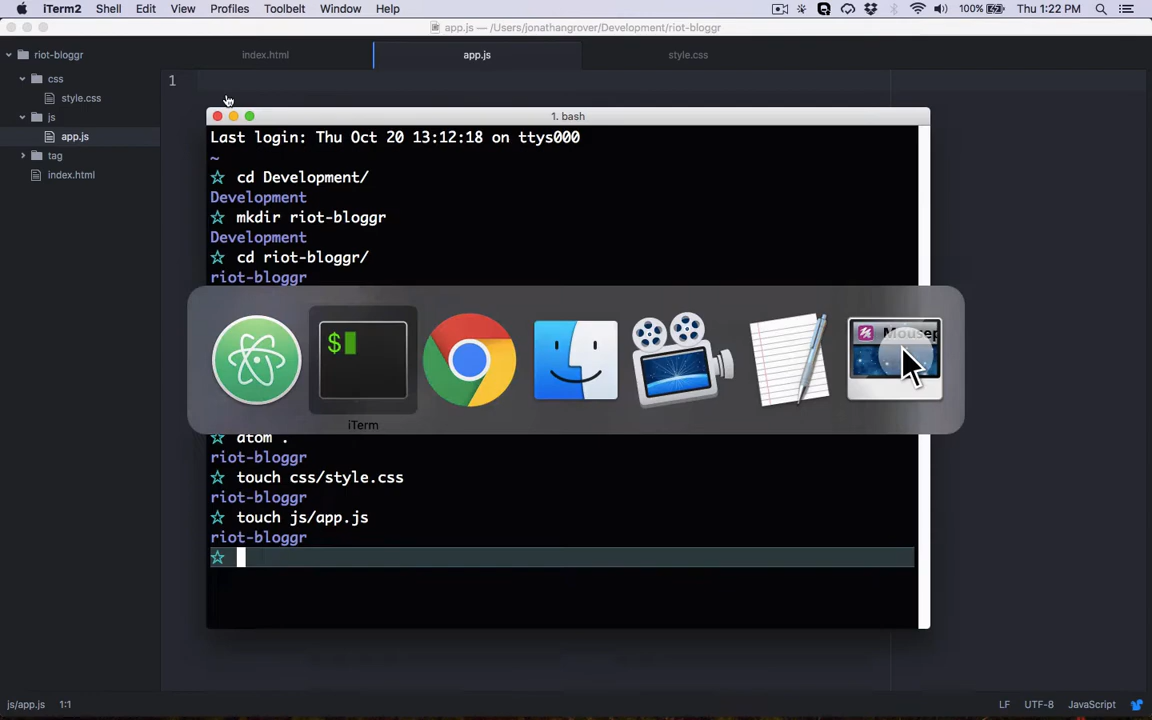 iTerm2 Shell Edit View Profiles Toolbelt Window Help 100% Thu 1:22 PM
app.js — /Users/jonathangrover/Development/riot-bloggr
riot-bloggr
css
style.css
js
app.js
tag
index.html
index.html app.js style.css
1
1. bash
Last login: Thu Oct 20 13:12:18 on ttys000
~
☆ cd Development/
Development
☆ mkdir riot-bloggr
Development
☆ cd riot-bloggr/
riot-bloggr
$
iTerm
☆ atom .
riot-bloggr
☆ touch css/style.css
riot-bloggr
☆ touch js/app.js
riot-bloggr
☆
js/app.js 1:1 LF UTF-8 JavaScript